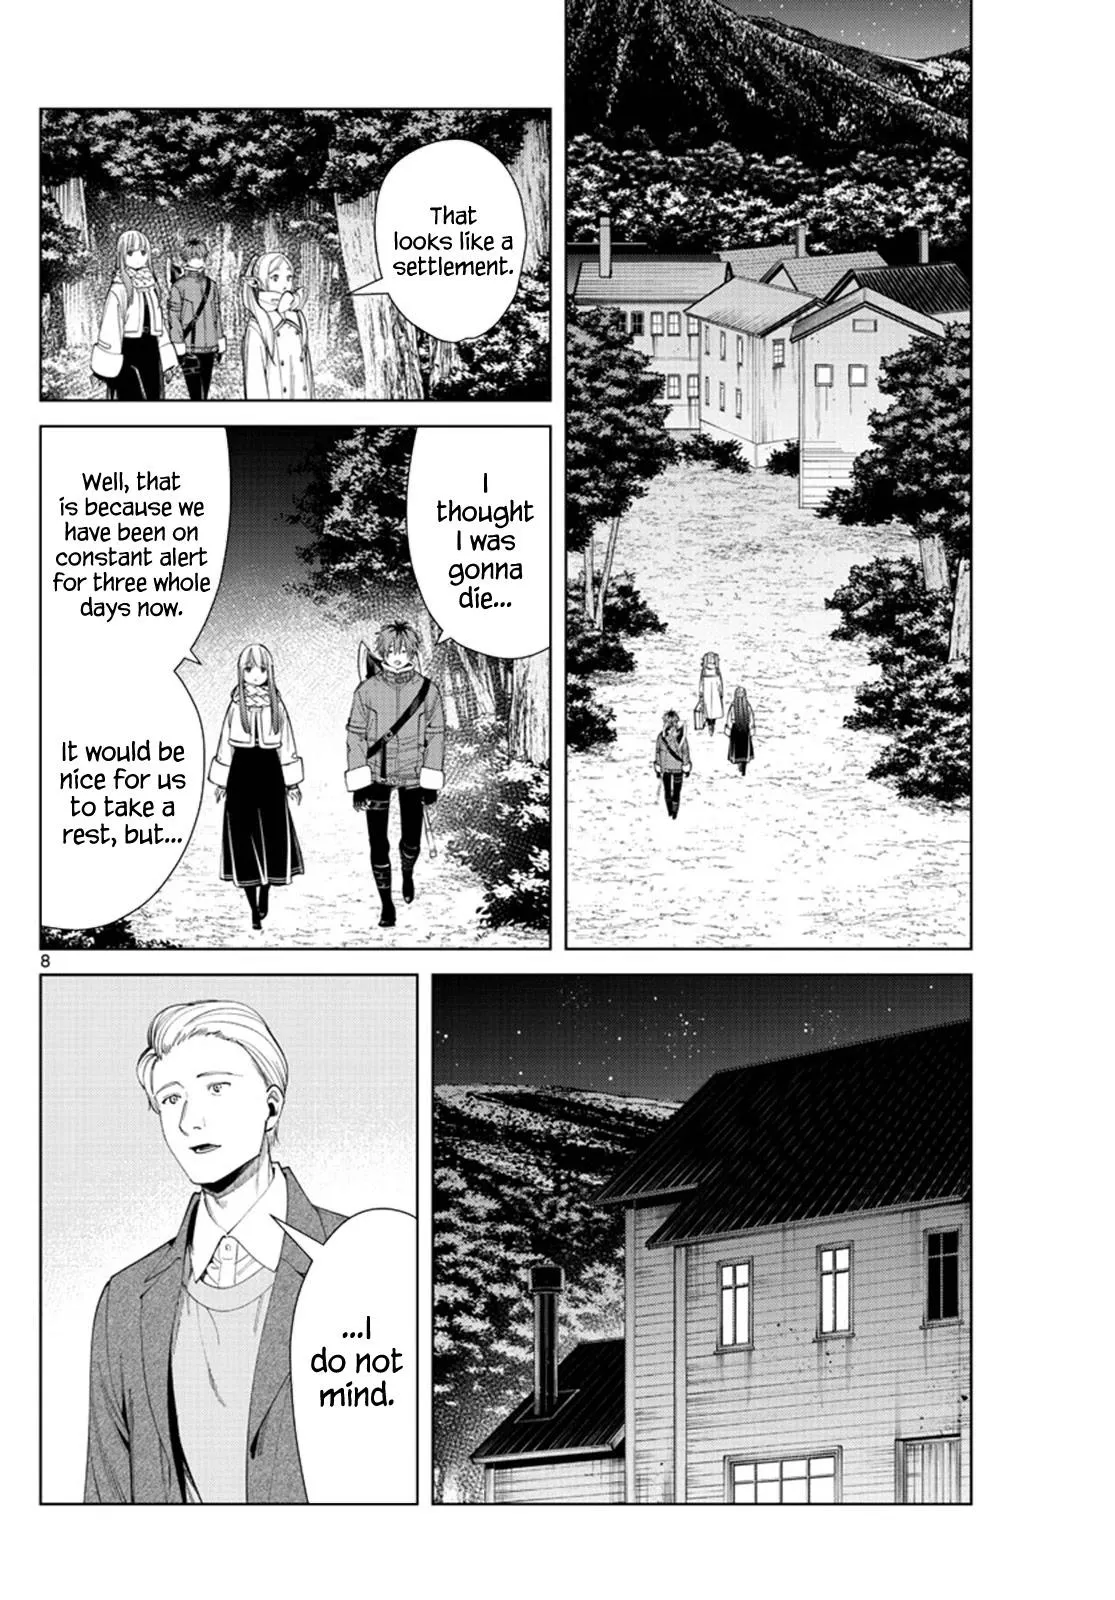 That
looks like a
settlement.
I
thought
I was
gonna
die...
Well, that
is because we
have been on
constant alert
for three whole
days now.
It would be
nice for us
to take a
rest, but...
8
...I
do not
mind.